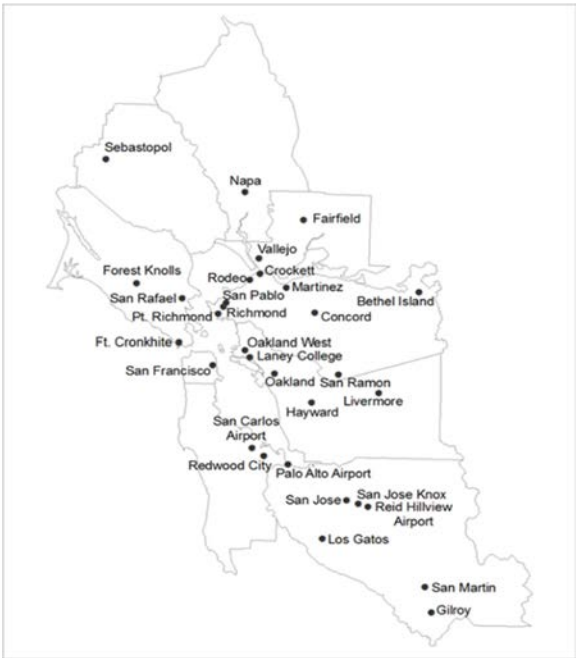 Sebastopol
Napa
Fairfield
Vallejo
Crockett
Forest Knolls
Rodeo
Martinez
San Rafael
San Pablo
Bethel Island
Pt. Richmond
Richmond
Concord
Ft. Cronkhite
Oakland West
Laney College
San Francisco
Oakland
San Ramon
Livermore
Hayward
San Carlos
Airport
Redwood City
Palo Alto Airport
San Jose
San Jose Knox
Reid Hillview
Airport
Los Gatos
San Martin
Gilroy